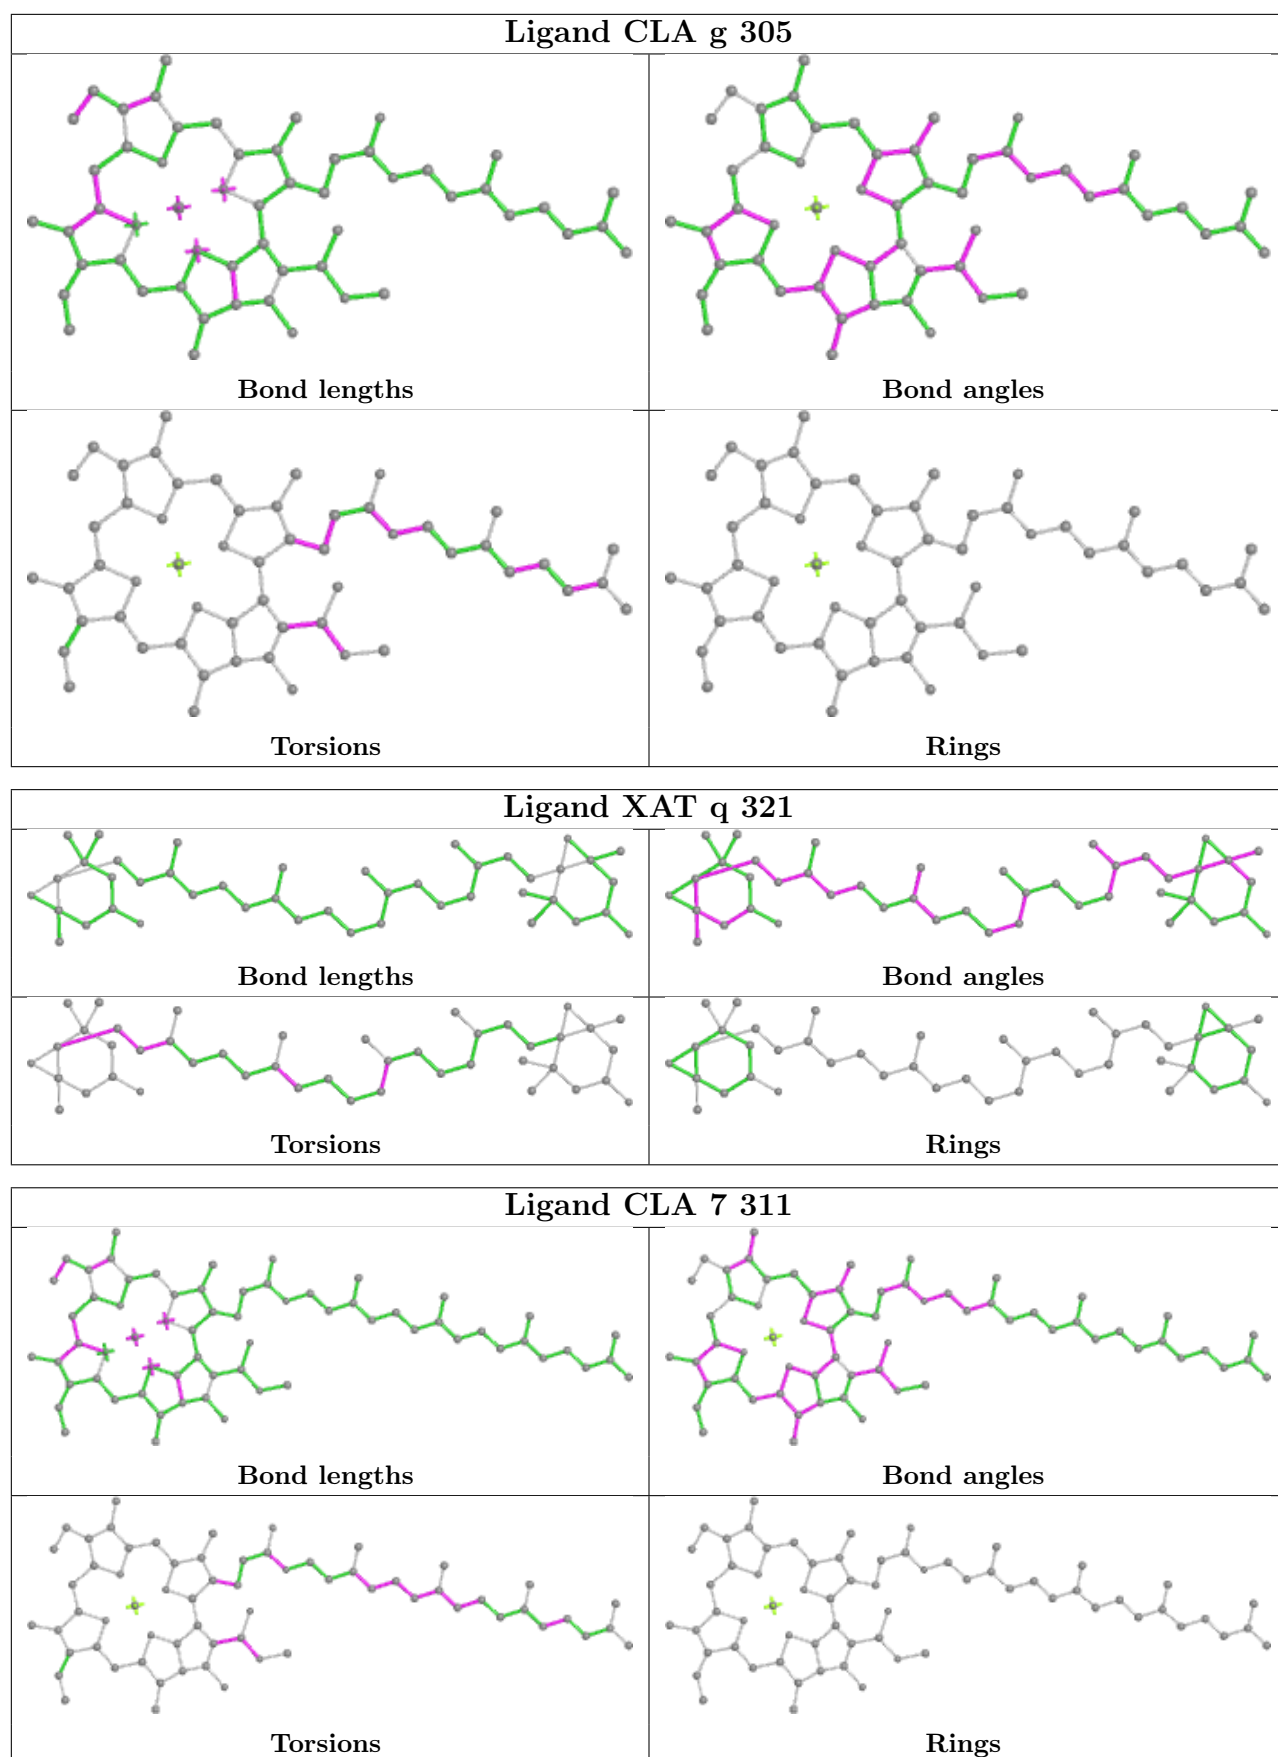 Ligand CLA g 305
Bond lengths
Bond angles
Torsions
Rings
Ligand XAT q 321
Bond lengths
Bond angles
Torsions
Rings
Ligand CLA 7 311
Bond lengths
Bond angles
Torsions
Rings